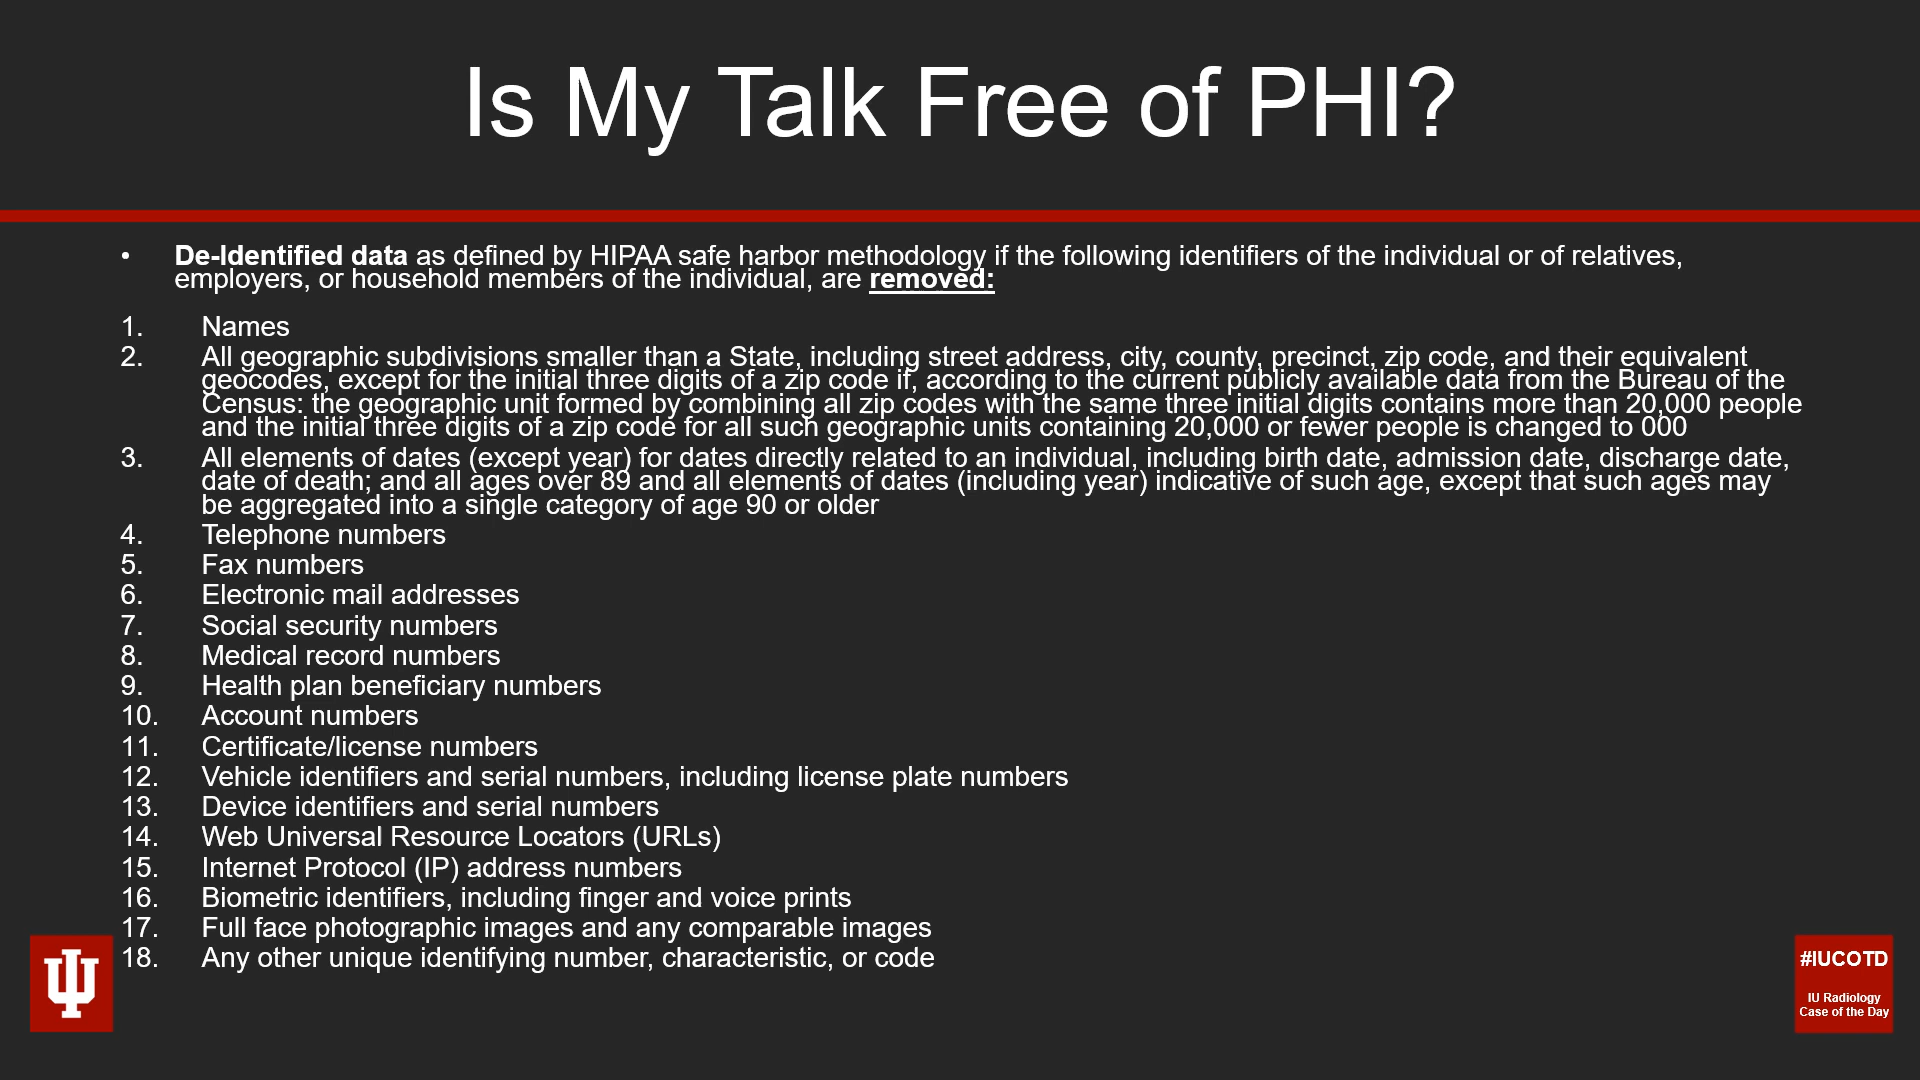 Is My Talk Free of PHI?
• De-Identified data as defined by HIPAA safe harbor methodology if the following identifiers of the individual or of relatives,
employers, or household members of the individual, are removed:
1. Names
2. All geographic subdivisions smaller than a State, including street address, city, county, precinct, zip code, and their equivalent
geocodes, except for the initial three digits of a zip code if, according to the current publicly available data from the Bureau of the
Census: the geographic unit formed by combining all zip codes with the same three initial digits contains more than 20,000 people
and the initial three digits of a zip code for all such geographic units containing 20,000 or fewer people is changed to 000
3. All elements of dates (except year) for dates directly related to an individual, including birth date, admission date, discharge date,
date of death; and all ages over 89 and all elements of dates (including year) indicative of such age, except that such ages may
be aggregated into a single category of age 90 or older
4. Telephone numbers
5. Fax numbers
6. Electronic mail addresses
7. Social security numbers
8. Medical record numbers
9. Health plan beneficiary numbers
10. Account numbers
11. Certificate/license numbers
12. Vehicle identifiers and serial numbers, including license plate numbers
13. Device identifiers and serial numbers
14. Web Universal Resource Locators (URLs)
15. Internet Protocol (IP) address numbers
16. Biometric identifiers, including finger and voice prints
17. Full face photographic images and any comparable images
18. Any other unique identifying number, characteristic, or code
#IUCOTD
IU Radiology
Case of the Day